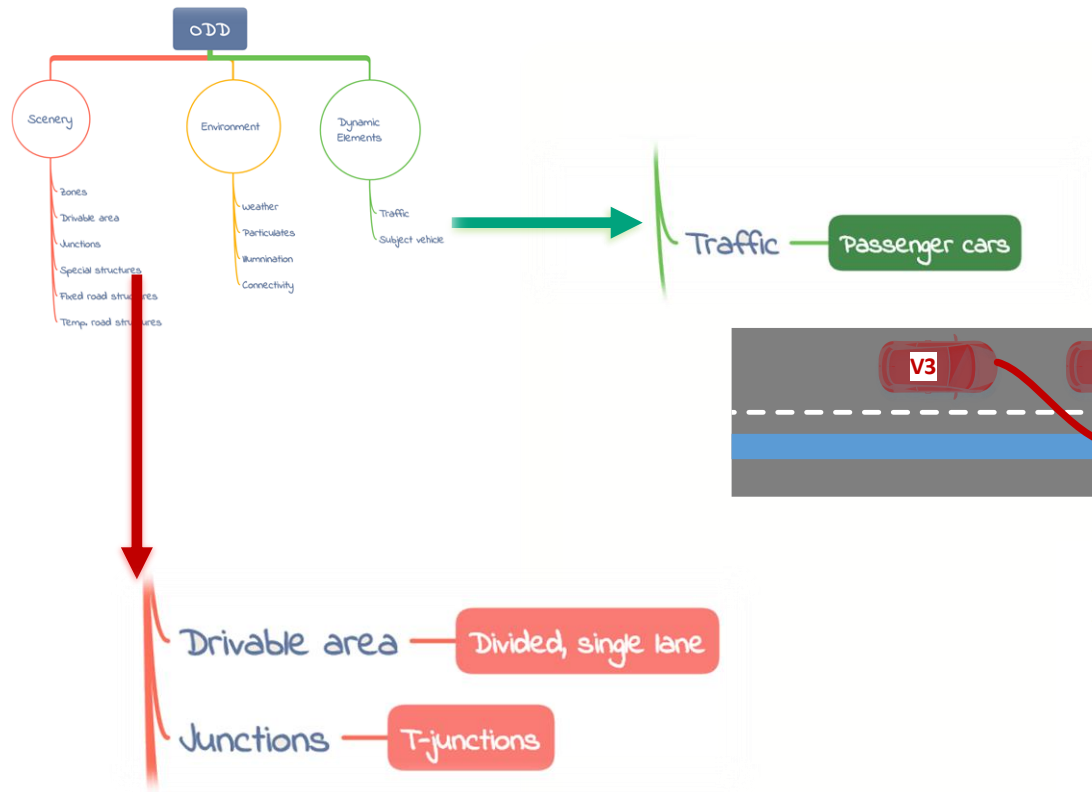 ODD
Scenery
Environment
Dynamic
Elements
Zones
Drivable area
Junctions
Special structures
Fixed road structures
Temp. road structures
Weather
Particulates
Illumination
Connectivity
Traffic
Subject vehicle
Traffic
Passenger cars
V3
Drivable area
Divided, single lane
Junctions
T-junctions